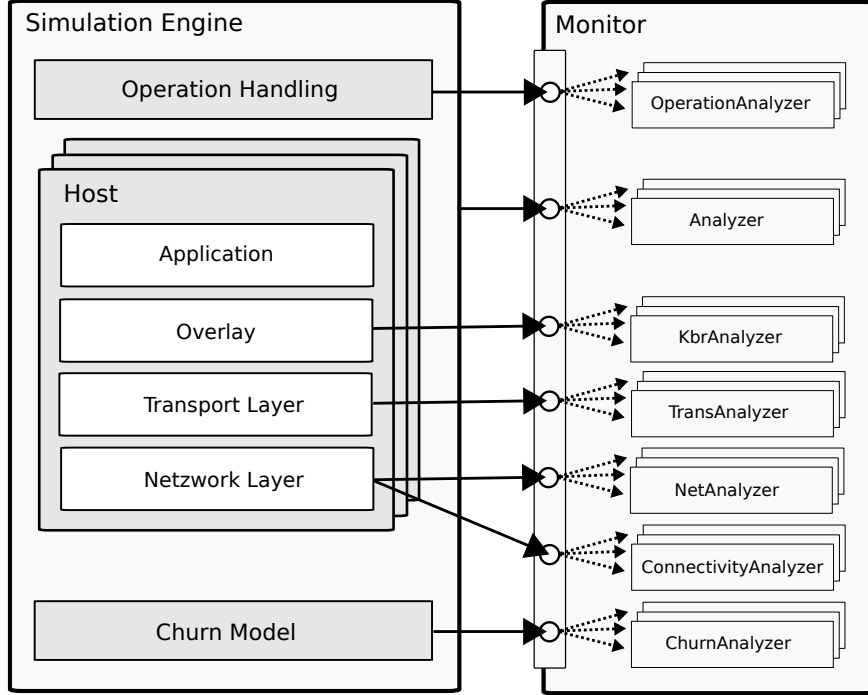 Simulation Engine
Operation Handling
Host
Application
Overlay
Transport Layer
Netzwork Layer
Churn Model
Monitor
OperationAnalyzer
Analyzer
KbrAnalyzer
TransAnalyzer
NetAnalyzer
ConnectivityAnalyzer
ChurnAnalyzer